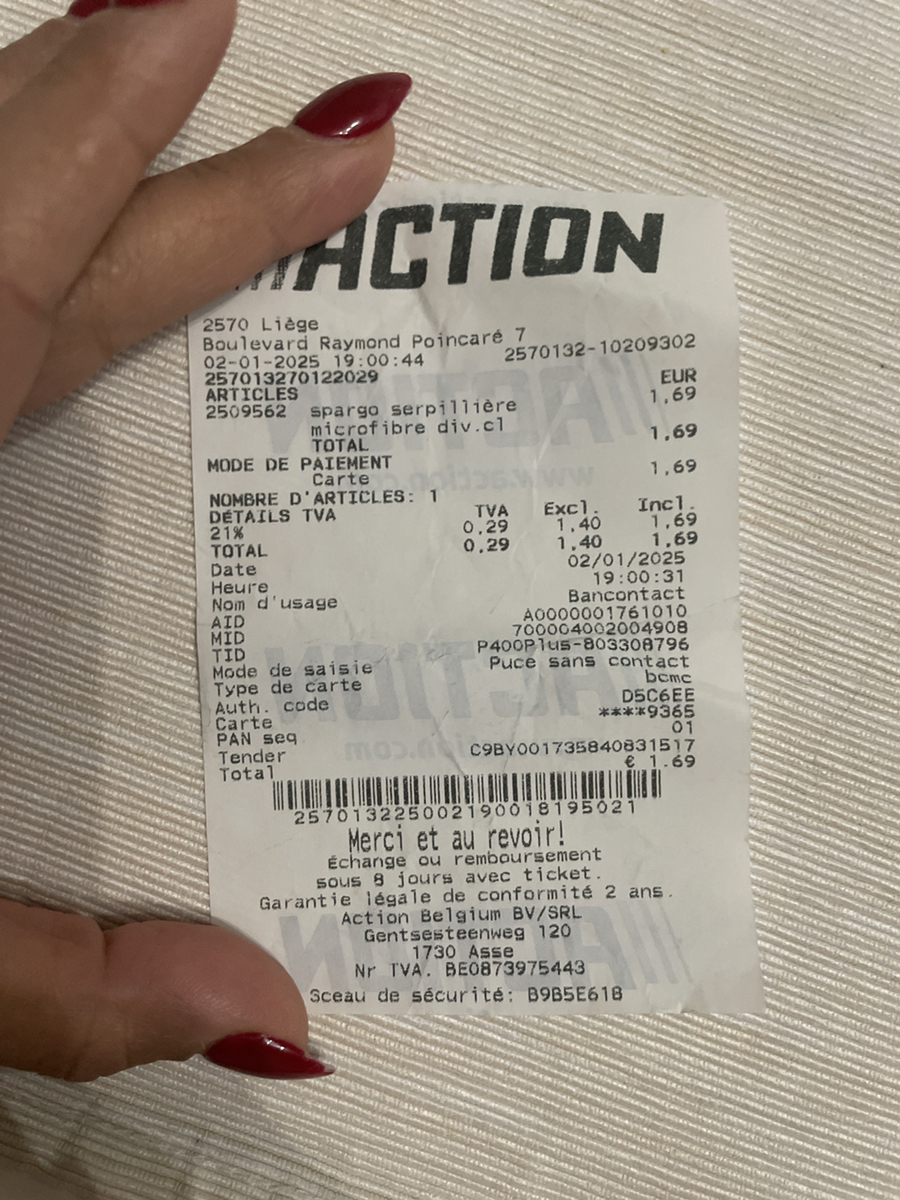 ACTION
2570 Liège
Boulevard Raymond Poincaré 7
02-01-2025 19:00:44 2570132-10209302
257013270122029 EUR
ARTICLES 1,69
2509562 spargo serpillière
microfibre div.cl
TOTAL 1,69
MODE DE PAIEMENT
Carte 1,69
NOMBRE D'ARTICLES: 1
DÉTAILS TVA TVA Excl. Incl.
21% 0,29 1,40 1,69
TOTAL 0,29 1,40 1,69
Date 02/01/2025
Heure 19:00:31
Nom d'usage Bancontact
AID A0000001761010
MID 700004002004908
TID P400Plus-803308796
Mode de saisie Puce sans contact
Type de carte bcmc
Auth. code D5C6EE
Carte ****9365
PAN seq 01
Tender C9BY001735840831517
Total € 1.69
257013225002190018195021
Merci et au revoir!
Échange ou remboursement
sous 8 jours avec ticket.
Garantie légale de conformité 2 ans.
Action Belgium BV/SRL
Gentsesteenweg 120
1730 Asse
Nr TVA. BE0873975443
Sceau de sécurité: B9B5E618